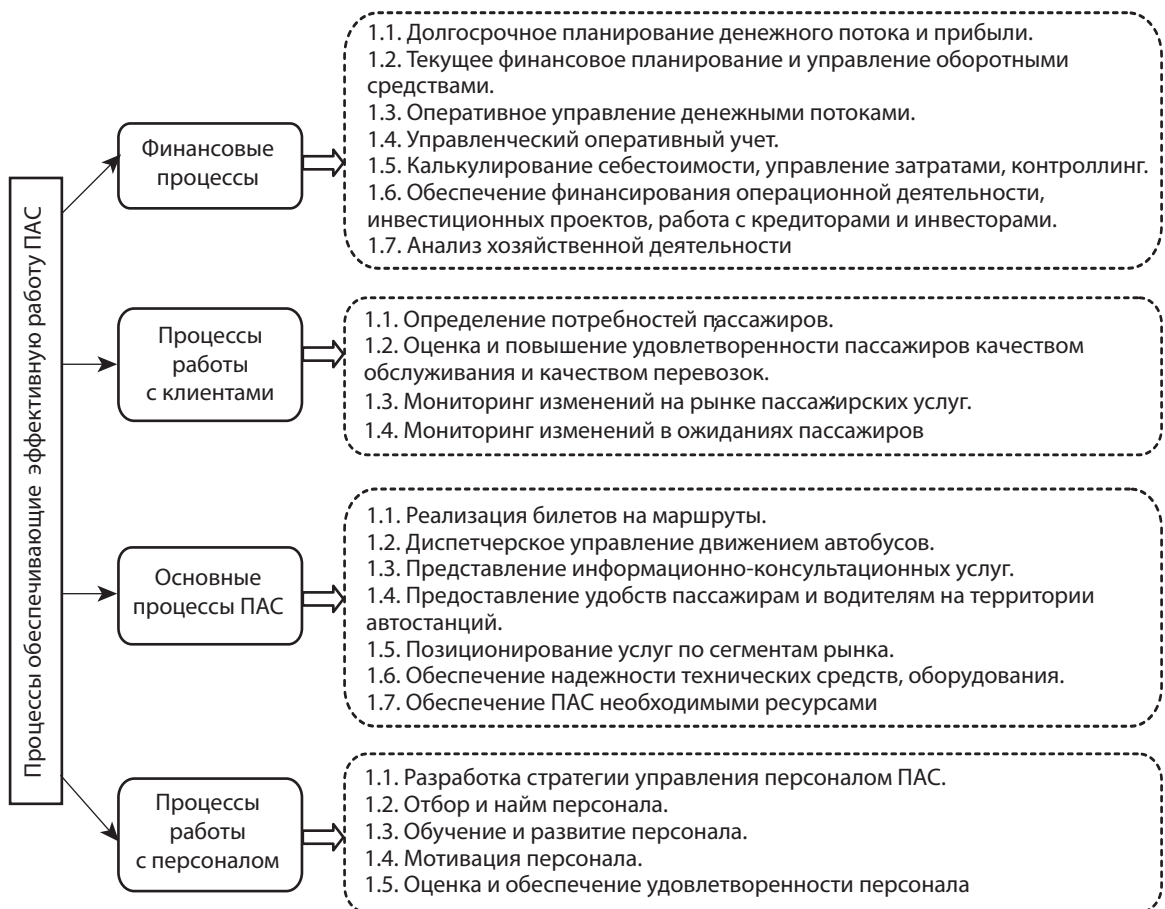 Процессы обеспечивающие эффективную работу ПАС
Финансовые
процессы
1.1. Долгосрочное планирование денежного потока и прибыли.
1.2. Текущее финансовое планирование и управление оборотными
средствами.
1.3. Оперативное управление денежными потоками.
1.4. Управленческий оперативный учет.
1.5. Калькулирование себестоимости, управление затратами, контроллинг.
1.6. Обеспечение финансирования операционной деятельности,
инвестиционных проектов, работа с кредиторами и инвесторами.
1.7. Анализ хозяйственной деятельности
Процессы
работы
с клиентами
1.1. Определение потребностей пассажиров.
1.2. Оценка и повышение удовлетворенности пассажиров качеством
обслуживания и качеством перевозок.
1.3. Мониторинг изменений на рынке пассажирских услуг.
1.4. Мониторинг изменений в ожиданиях пассажиров
Основные
процессы ПАС
1.1. Реализация билетов на маршруты.
1.2. Диспетчерское управление движением автобусов.
1.3. Представление информационно-консультационных услуг.
1.4. Предоставление удобств пассажирам и водителям на территории
автостанций.
1.5. Позиционирование услуг по сегментам рынка.
1.6. Обеспечение надежности технических средств, оборудования.
1.7. Обеспечение ПАС необходимыми ресурсами
Процессы
работы
с персоналом
1.1. Разработка стратегии управления персоналом ПАС.
1.2. Отбор и найм персонала.
1.3. Обучение и развитие персонала.
1.4. Мотивация персонала.
1.5. Оценка и обеспечение удовлетворенности персонала